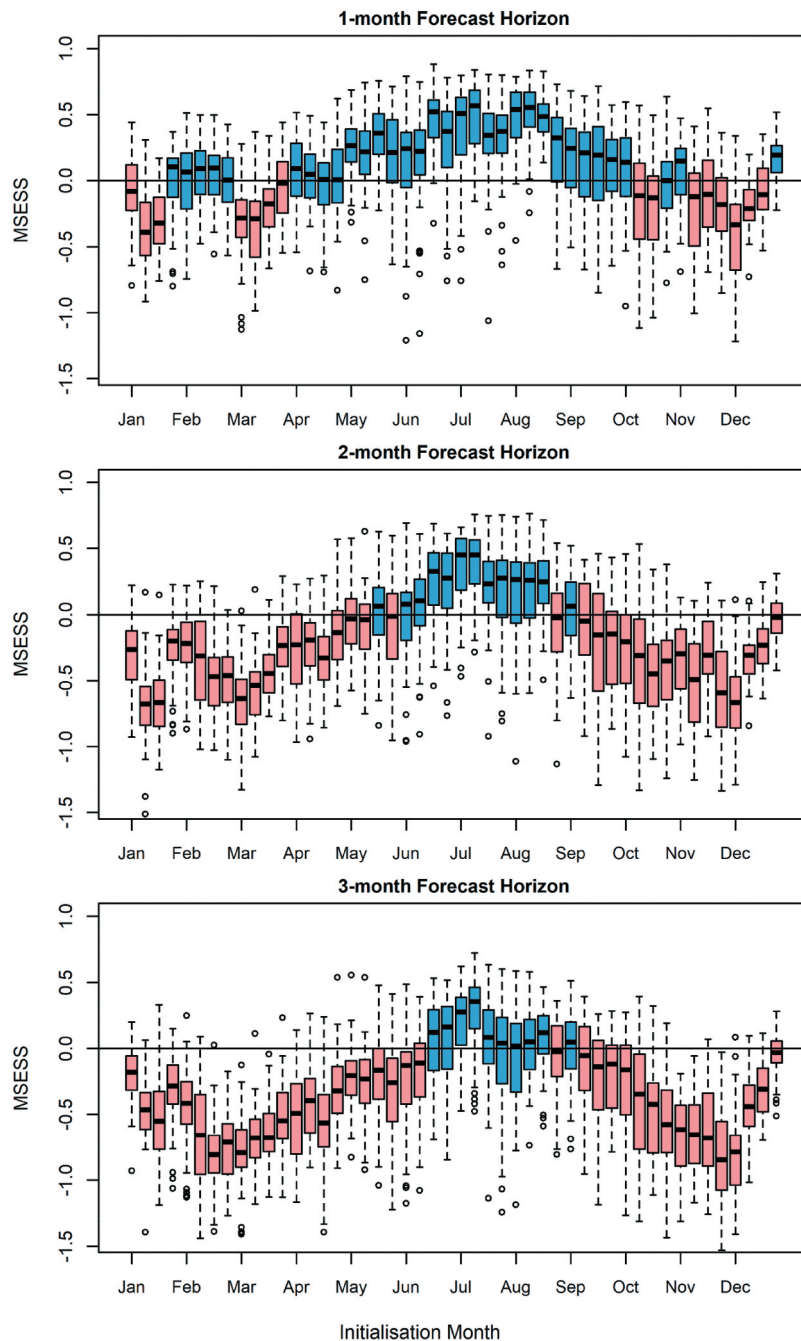 1-month Forecast Horizon
1.0
0.5
0.0
-0.5
-1.0
-1.5
MSESS
Jan Feb Mar Apr May Jun Jul Aug Sep Oct Nov Dec
2-month Forecast Horizon
1.0
0.5
0.0
-0.5
-1.0
-1.5
MSESS
Jan Feb Mar Apr May Jun Jul Aug Sep Oct Nov Dec
3-month Forecast Horizon
1.0
0.5
0.0
-0.5
-1.0
-1.5
MSESS
Jan Feb Mar Apr May Jun Jul Aug Sep Oct Nov Dec
Initialisation Month